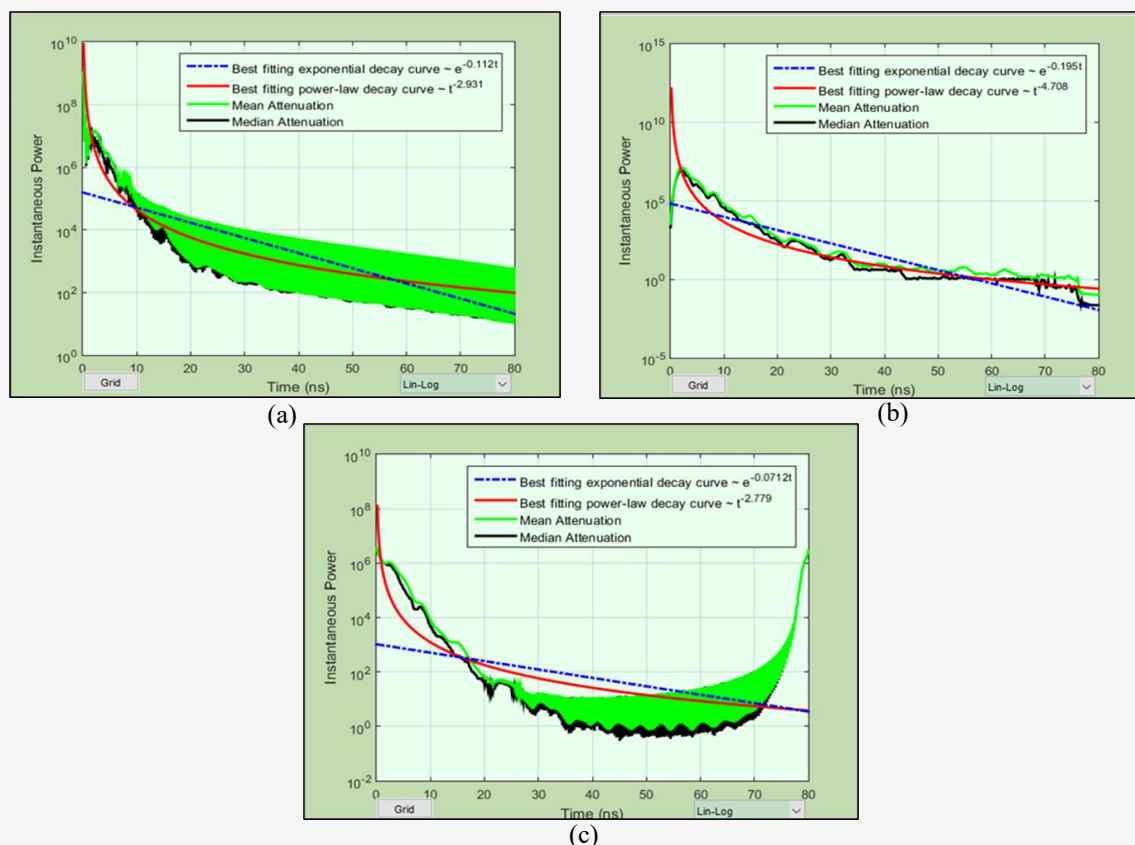 10^10
10^8
10^6
10^4
10^2
10^0
Instantaneous Power
Best fitting exponential decay curve ~ e^-0.112t
Best fitting power-law decay curve ~ t^-2.931
Mean Attenuation
Median Attenuation
0 10 20 30 40 50 60 70 80
Grid
Time (ns)
Lin-Log
(a)
10^15
10^10
10^5
10^0
10^-5
Instantaneous Power
Best fitting exponential decay curve ~ e^-0.195t
Best fitting power-law decay curve ~ t^-4.708
Mean Attenuation
Median Attenuation
0 10 20 30 40 50 60 70 80
Grid
Time (ns)
Lin-Log
(b)
10^10
10^8
10^6
10^4
10^2
10^0
10^-2
Instantaneous Power
Best fitting exponential decay curve ~ e^-0.0712t
Best fitting power-law decay curve ~ t^-2.779
Mean Attenuation
Median Attenuation
0 10 20 30 40 50 60 70 80
Grid
Time (ns)
Lin-Log
(c)